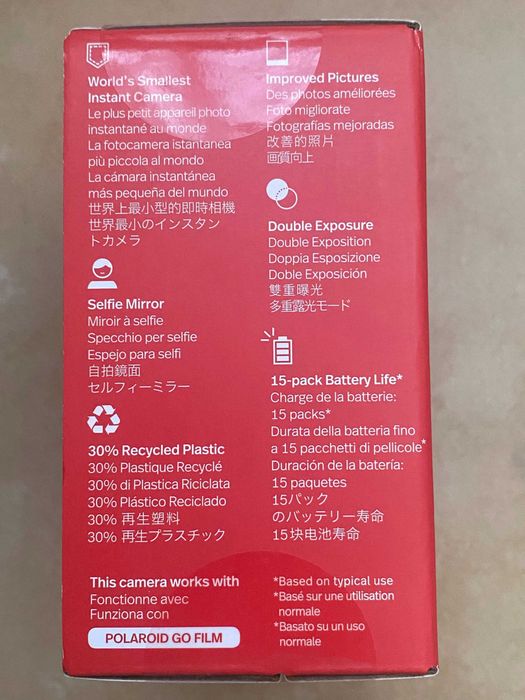 World's Smallest
Instant Camera
Le plus petit appareil photo
instantané au monde
La fotocamera istantanea
più piccola al mondo
La cámara instantánea
más pequeña del mundo
世界上最小型的即時相機
世界最小のインスタン
トカメラ
Selfie Mirror
Miroir à selfie
Specchio per selfie
Espejo para selfi
自拍鏡面
セルフィーミラー
30% Recycled Plastic
30% Plastique Recyclé
30% di Plastica Riciclata
30% Plástico Reciclado
30% 再生塑料
30% 再生プラスチック
This camera works with
Fonctionne avec
Funziona con
POLAROID GO FILM
Improved Pictures
Des photos améliorées
Foto migliorate
Fotografías mejoradas
改善的照片
画質向上
Double Exposure
Double Exposition
Doppia Esposizione
Doble Exposición
雙重曝光
多重露光モード
15-pack Battery Life*
Charge de la batterie:
15 packs*
Durata della batteria fino
a 15 pacchetti di pellicole*
Duración de la batería:
15 paquetes
15パック
のバッテリー寿命
15块电池寿命
*Based on typical use
*Basé sur une utilisation
normale
*Basato su un uso
normale